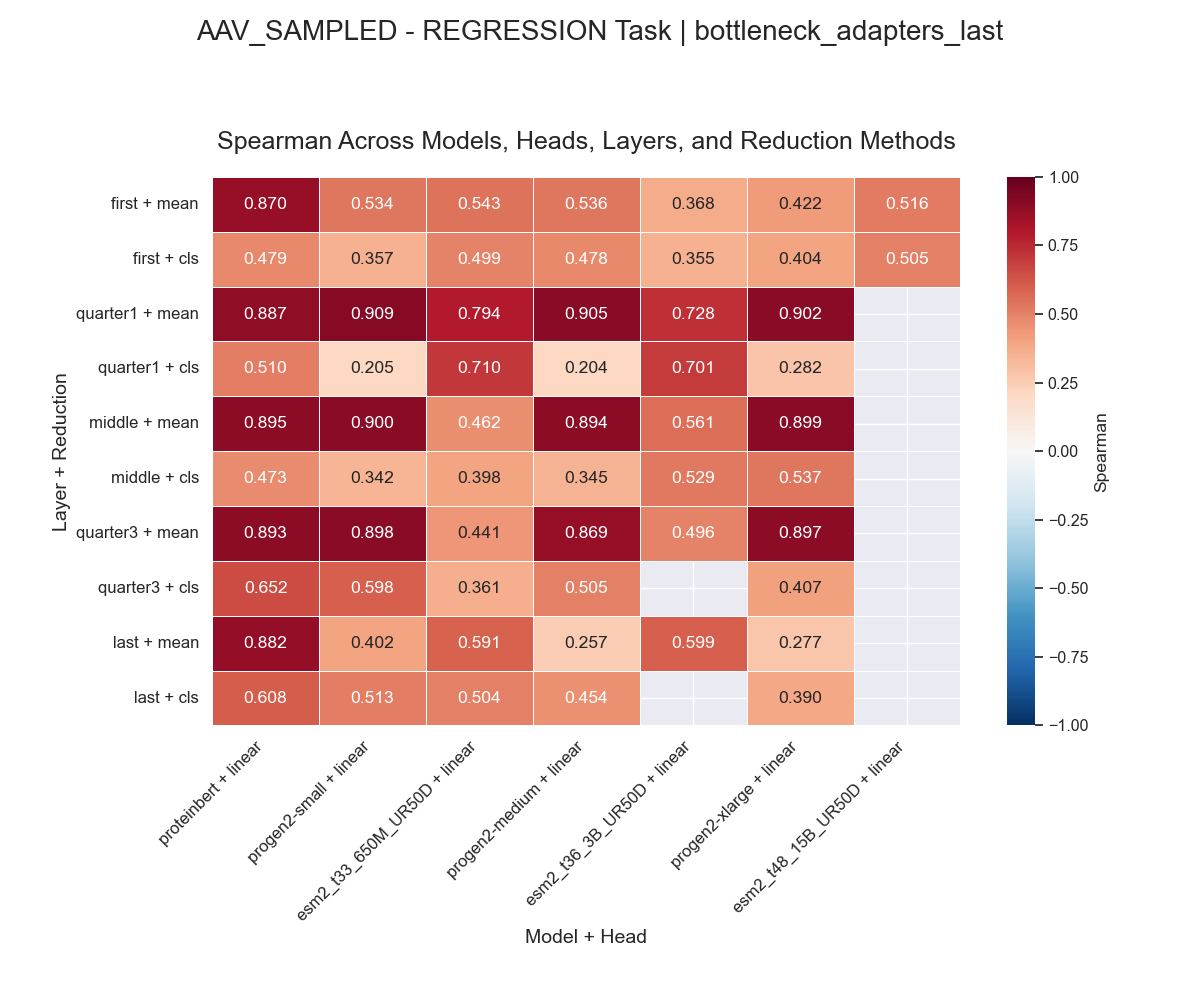 AAV_SAMPLED - REGRESSION Task | bottleneck_adapters_last
Spearman Across Models, Heads, Layers, and Reduction Methods
Layer + Reduction
first + mean 0.870 0.534 0.543 0.536 0.368 0.422 0.516
first + cls 0.479 0.357 0.499 0.478 0.355 0.404 0.505
quarter1 + mean 0.887 0.909 0.794 0.905 0.728 0.902
quarter1 + cls 0.510 0.205 0.710 0.204 0.701 0.282
middle + mean 0.895 0.900 0.462 0.894 0.561 0.899
middle + cls 0.473 0.342 0.398 0.345 0.529 0.537
quarter3 + mean 0.893 0.898 0.441 0.869 0.496 0.897
quarter3 + cls 0.652 0.598 0.361 0.505 0.407
last + mean 0.882 0.402 0.591 0.257 0.599 0.277
last + cls 0.608 0.513 0.504 0.454 0.390
proteinbert + linear
progen2-small + linear
esm2_t33_650M_UR50D + linear
progen2-medium + linear
esm2_t36_3B_UR50D + linear
progen2-xlarge + linear
esm2_t48_15B_UR50D + linear
Model + Head
1.00
0.75
0.50
0.25
0.00
−0.25
−0.50
−0.75
−1.00
Spearman